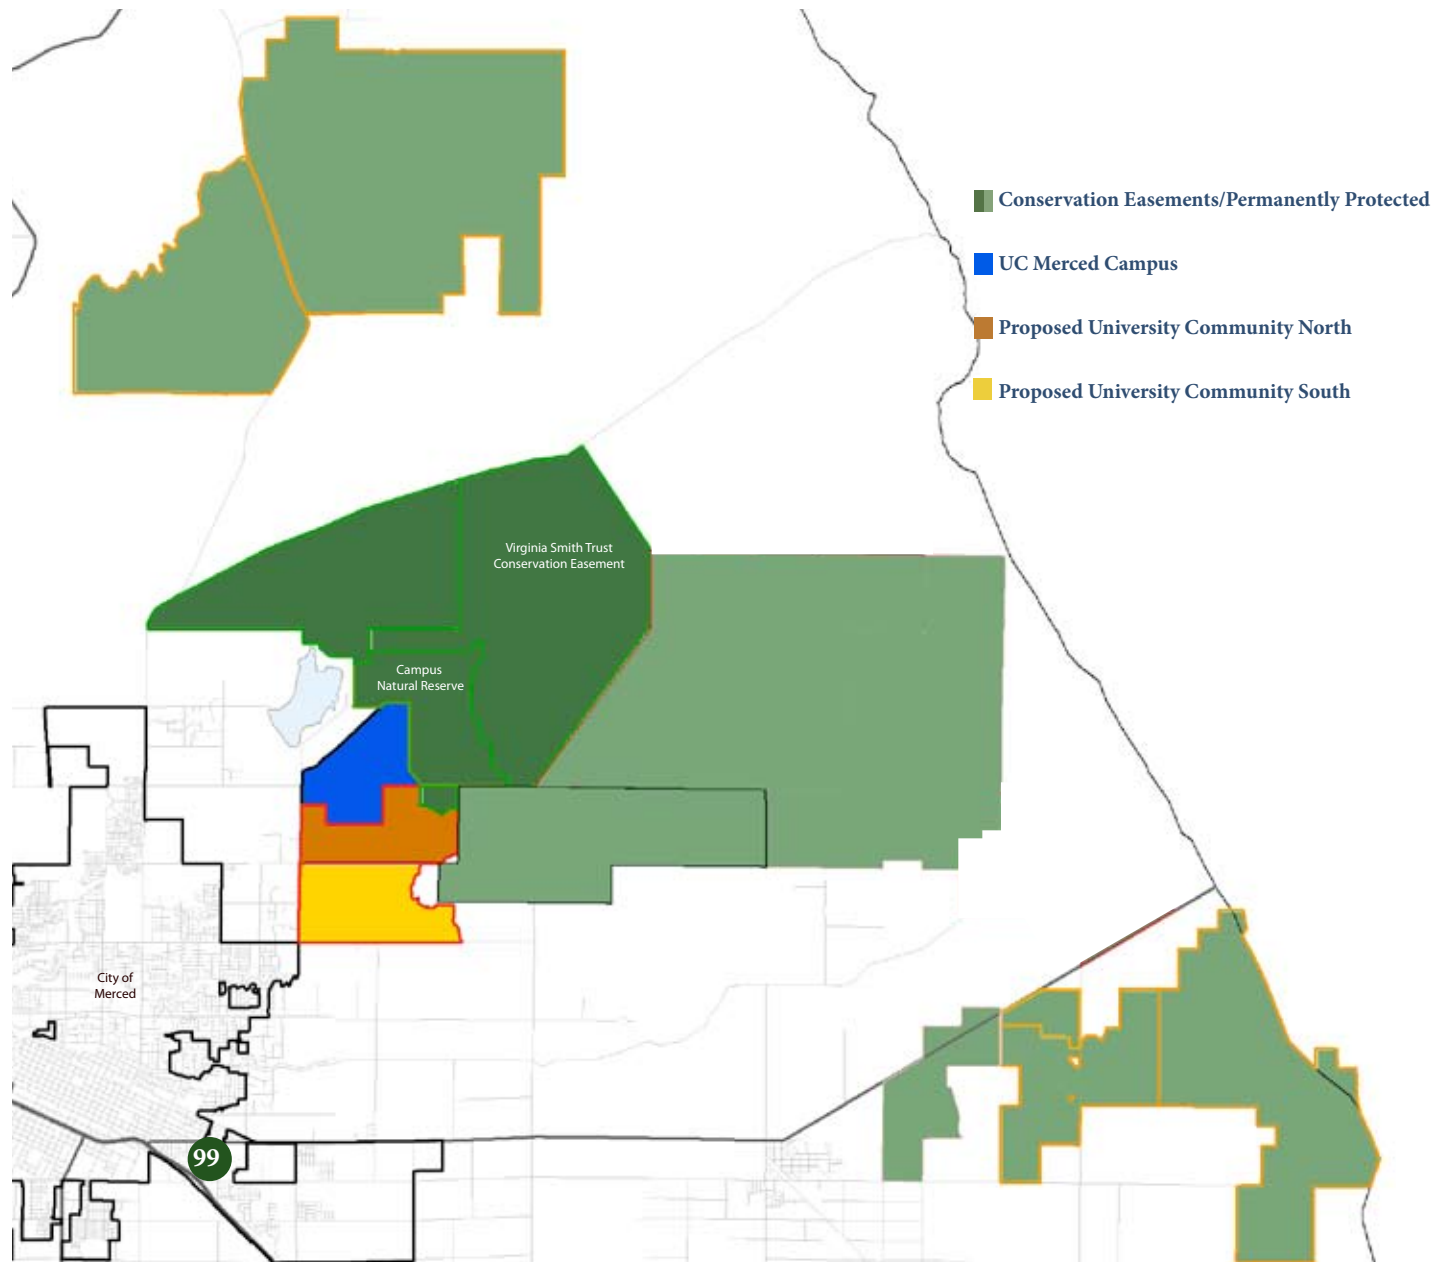 Conservation Easements/Permanently Protected
UC Merced Campus
Proposed University Community North
Proposed University Community South
Virginia Smith Trust
Conservation Easement
Campus
Natural Reserve
City of
Merced
99